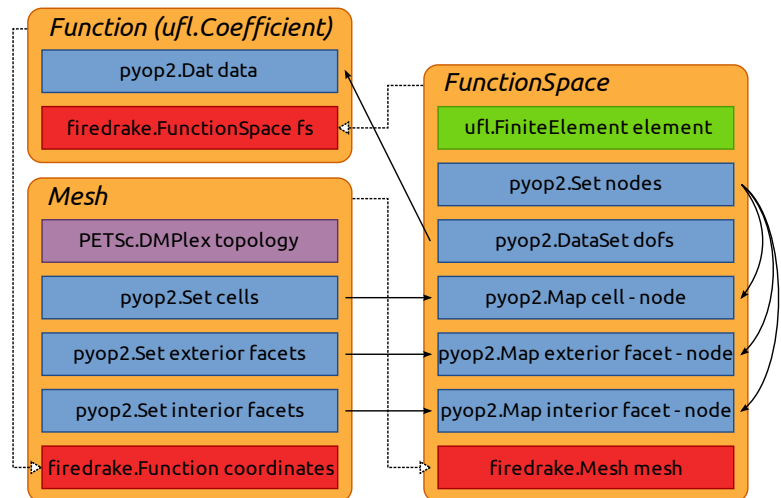 Function (ufl.Coefficient)
pyop2.Dat data
firedrake.FunctionSpace fs
Mesh
PETSc.DMPlex topology
pyop2.Set cells
pyop2.Set exterior facets
pyop2.Set interior facets
firedrake.Function coordinates
FunctionSpace
ufl.FiniteElement element
pyop2.Set nodes
pyop2.DataSet dofs
pyop2.Map cell - node
pyop2.Map exterior facet - node
pyop2.Map interior facet - node
firedrake.Mesh mesh